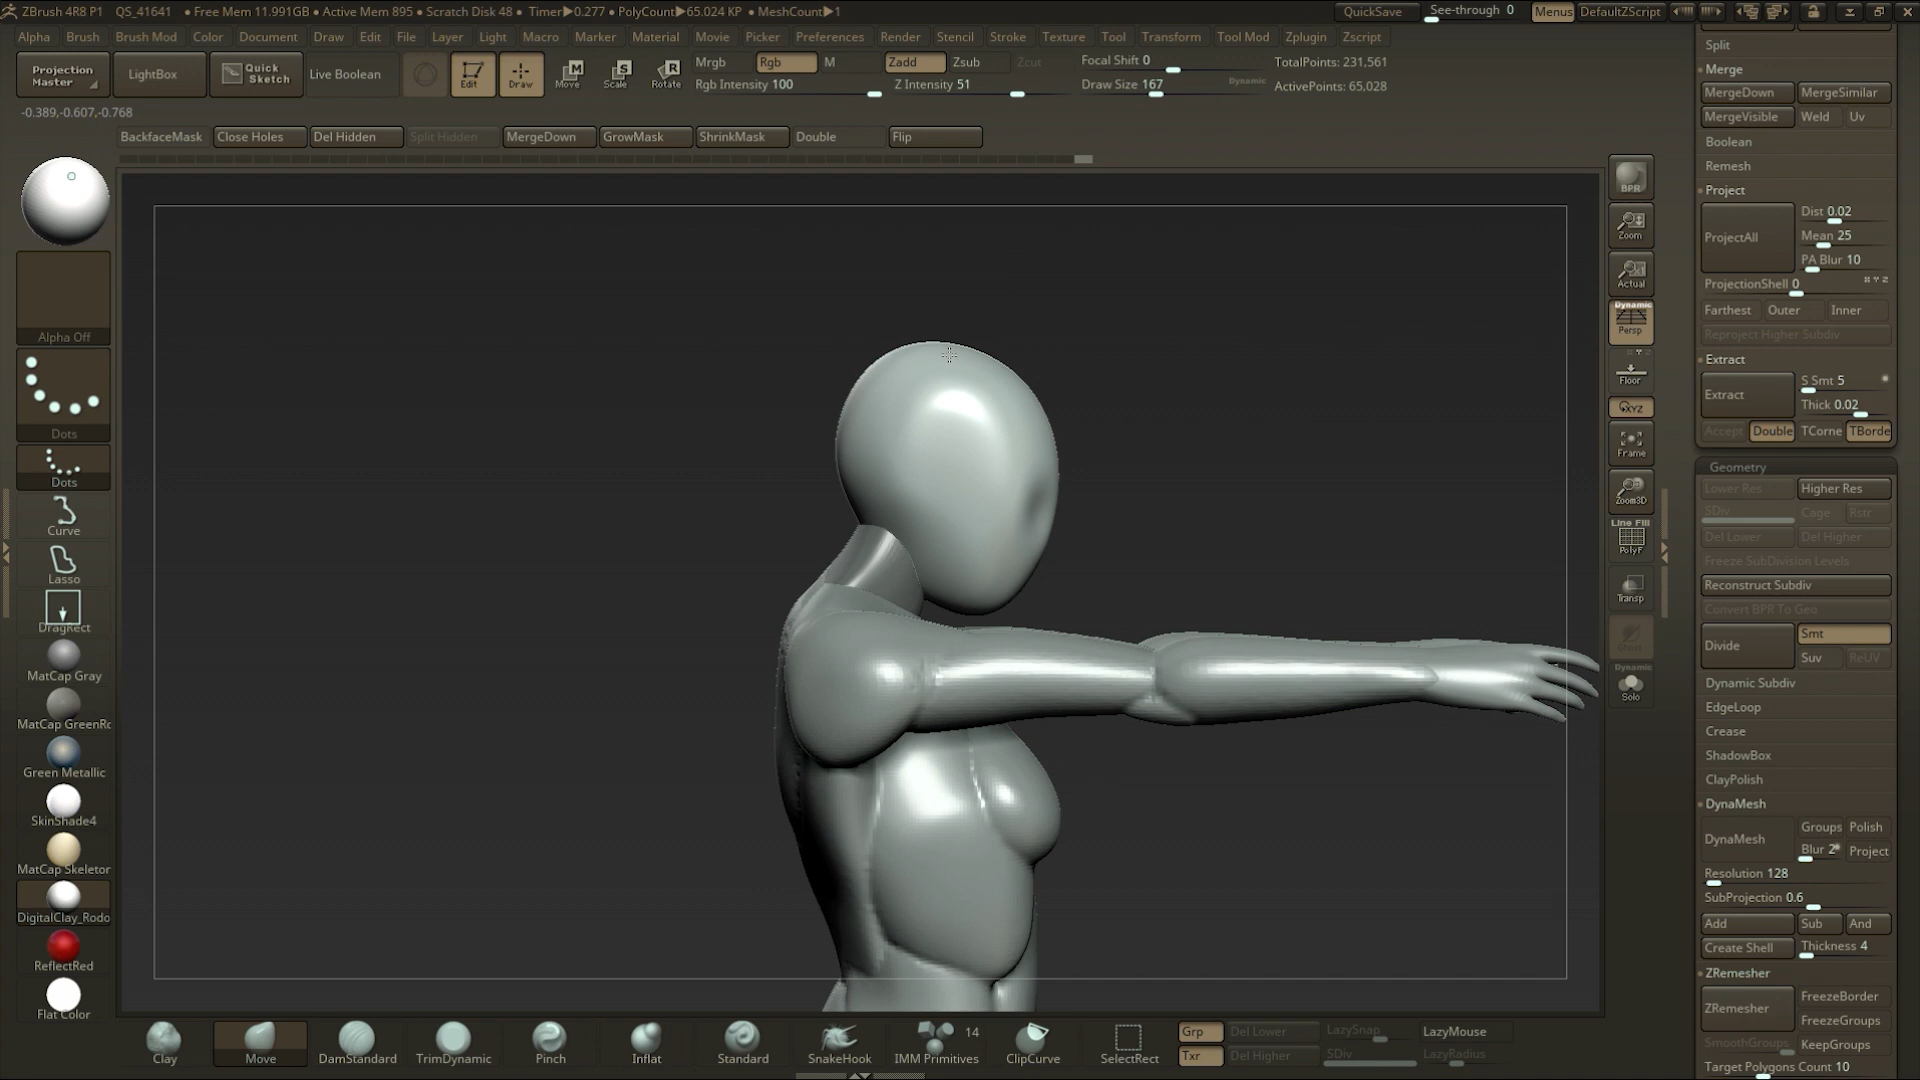 ZBrush 4R8 P1 QS_41641 • Free Mem 11.991GB • Active Mem 895 • Scratch Disk 48 • Timer▶0.277 • PolyCount▶65.024 KP • MeshCount▶1 QuickSave See-through 0 Menus DefaultZScript
Alpha Brush Brush Mod Color Document Draw Edit File Layer Light Macro Marker Material Movie Picker Preferences Render Stencil Stroke Texture Tool Transform Tool Mod Zplugin Zscript
Projection Master LightBox Quick Sketch Live Boolean Edit Draw Move Scale Rotate
Mrgb Rgb M Zadd Zsub Zcut Focal Shift 0 TotalPoints: 231,561
Rgb Intensity 100 Z Intensity 51 Draw Size 167 Dynamic ActivePoints: 65,028
-0.389,-0.607,-0.768
BackfaceMask Close Holes Del Hidden Split Hidden MergeDown GrowMask ShrinkMask Double Flip
Alpha Off
Dots
Dots
Curve
Lasso
DragRect
MatCap Gray
MatCap GreenRo
Green Metallic
SkinShade4
MatCap Skeletor
DigitalClay_Rodo
ReflectRed
Flat Color
BPR
Zoom
Actual
Dynamic
Persp
Floor
XYZ
Frame
Zoom3D
Line Fill
PolyF
Transp
Ghost
Dynamic
Solo
Split
Merge
MergeDown MergeSimilar
MergeVisible Weld Uv
Boolean
Remesh
Project
ProjectAll Dist 0.02
Mean 25
PA Blur 10
ProjectionShell 0
Farthest Outer Inner
Reproject Higher Subdiv
Extract
Extract S Smt 5
Thick 0.02
Accept Double TCorne TBorde
Geometry
Lower Res Higher Res
SDiv Cage Rstr
Del Lower Del Higher
Freeze SubDivision Levels
Reconstruct Subdiv
Convert BPR To Geo
Divide Smt
Suv ReUV
Dynamic Subdiv
EdgeLoop
Crease
ShadowBox
ClayPolish
DynaMesh
DynaMesh Groups Polish
Blur 2 Project
Resolution 128
SubProjection 0.6
Add Sub And
Create Shell Thickness 4
ZRemesher
ZRemesher FreezeBorder
FreezeGroups
SmoothGroups KeepGroups
Target Polygons Count 10
Clay Move DamStandard TrimDynamic Pinch Inflat Standard SnakeHook IMM Primitives 14 ClipCurve SelectRect
Grp Del Lower LazySnap LazyMouse
Txr Del Higher SDiv LazyRadius